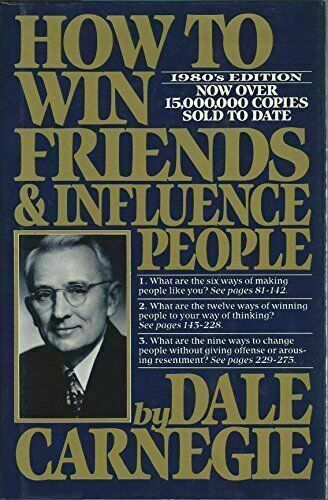 HOW TO
WIN
1980's EDITION
NOW OVER
15,000,000 COPIES
SOLD TO DATE
FRIENDS
& INFLUENCE
PEOPLE
1. What are the six ways of making
people like you? See pages 81-142.
2. What are the twelve ways of winning
people to your way of thinking?
See pages 143-228.
3. What are the nine ways to change
people without giving offense or arous-
ing resentment? See pages 229-275.
by DALE
CARNEGIE